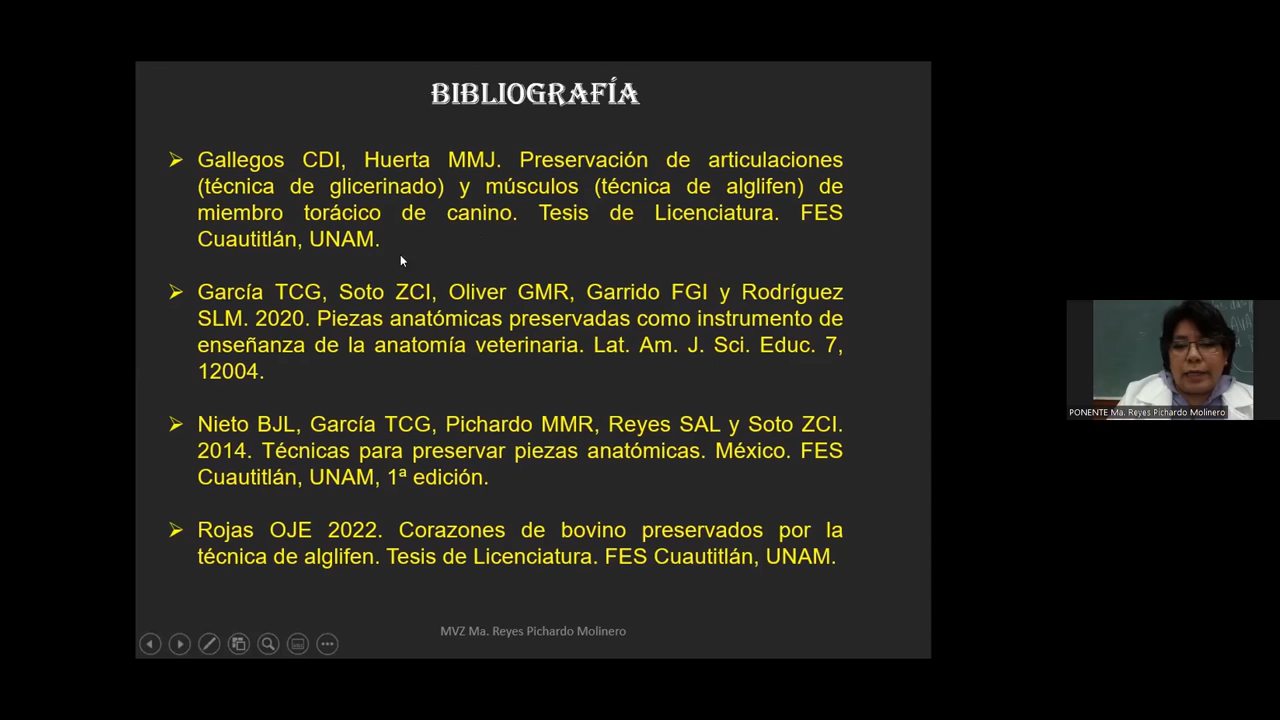 BIBLIOGRAFÍA
Gallegos CDI, Huerta MMJ. Preservación de articulaciones
(técnica de glicerinado) y músculos (técnica de alglifen) de
miembro torácico de canino. Tesis de Licenciatura. FES
Cuautitlán, UNAM.
García TCG, Soto ZCI, Oliver GMR, Garrido FGI y Rodríguez
SLM. 2020. Piezas anatómicas preservadas como instrumento de
enseñanza de la anatomía veterinaria. Lat. Am. J. Sci. Educ. 7,
12004.
Nieto BJL, García TCG, Pichardo MMR, Reyes SAL y Soto ZCI.
2014. Técnicas para preservar piezas anatómicas. México. FES
Cuautitlán, UNAM, 1ª edición.
Rojas OJE 2022. Corazones de bovino preservados por la
técnica de alglifen. Tesis de Licenciatura. FES Cuautitlán, UNAM.
MVZ Ma. Reyes Pichardo Molinero
PONENTE Ma. Reyes Pichardo Molinero